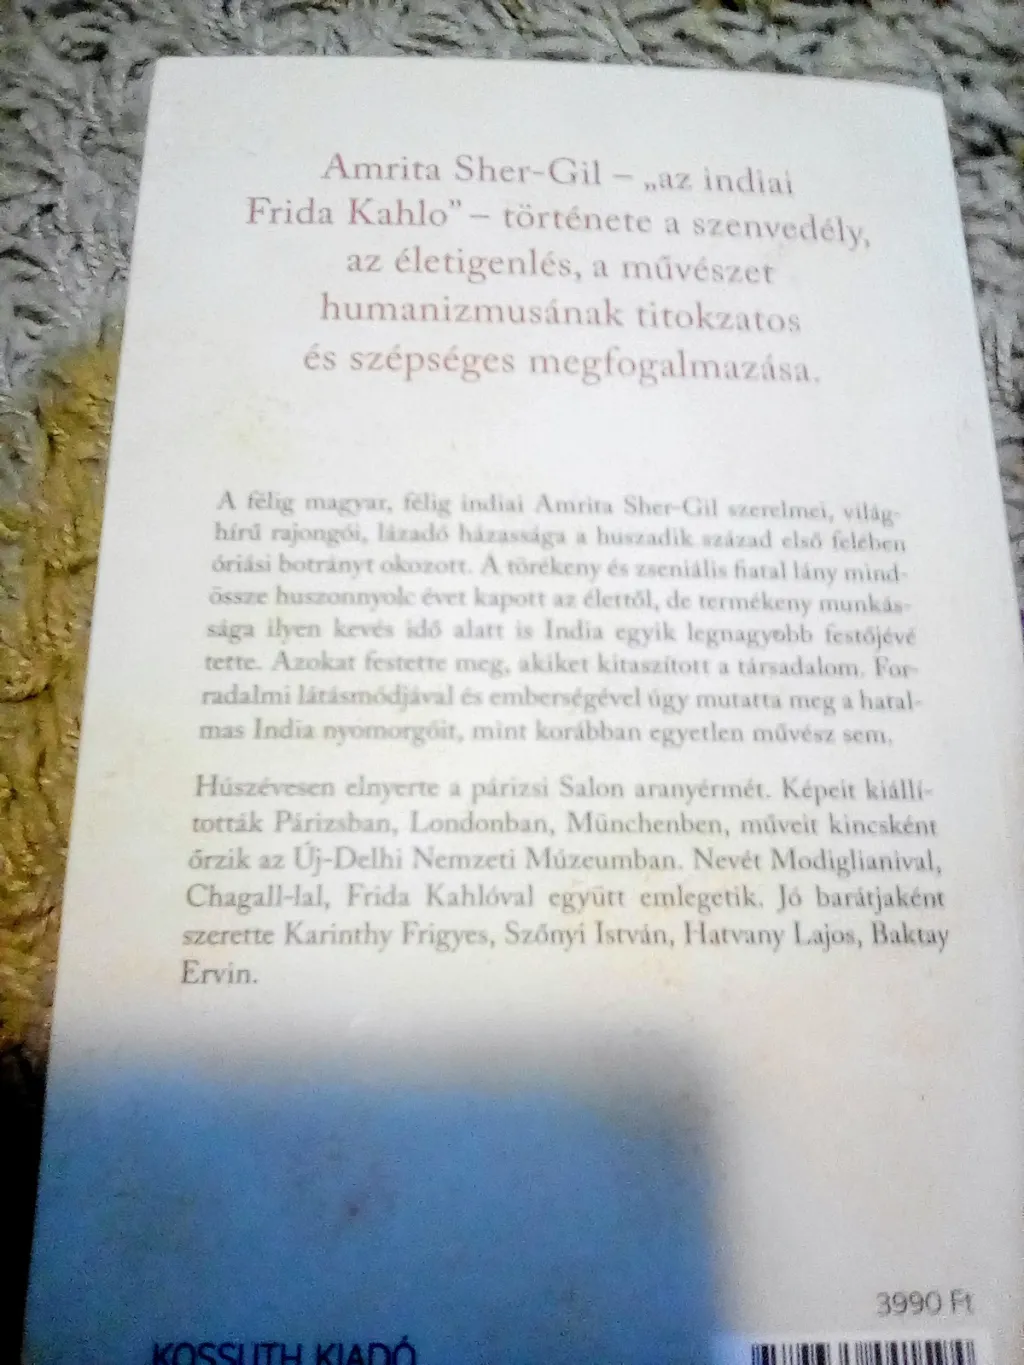 Amrita Sher-Gil – „az indiai
Frida Kahlo” – története a szenvedély,
az életigenlés, a művészet
humanizmusának titokzatos
és szépséges megfogalmazása.
A félig magyar, félig indiai Amrita Sher-Gil szerelmei, világ-
hírű rajongói, lázadó házassága a huszadik század első felében
óriási botrányt okozott. A törékeny és zseniális fiatal lány mind-
össze huszonnyolc évet kapott az élettől, de termékeny munkás-
sága ilyen kevés idő alatt is India egyik legnagyobb festőjévé
tette. Azokat festette meg, akiket kitaszított a társadalom. For-
radalmi látásmódjával és emberségével úgy mutatta meg a hatal-
mas India nyomorgóit, mint korábban egyetlen művész sem.
Húszévesen elnyerte a párizsi Salon aranyérmét. Képeit kiállí-
tották Párizsban, Londonban, Münchenben, műveit kincsként
őrzik az Új-Delhi Nemzeti Múzeumban. Nevét Modiglianival,
Chagall-lal, Frida Kahlóval együtt emlegetik. Jó barátjaként
szerette Karinthy Frigyes, Szőnyi István, Hatvany Lajos, Baktay
Ervin.
3990 Ft
KOSSUTH KIADÓ